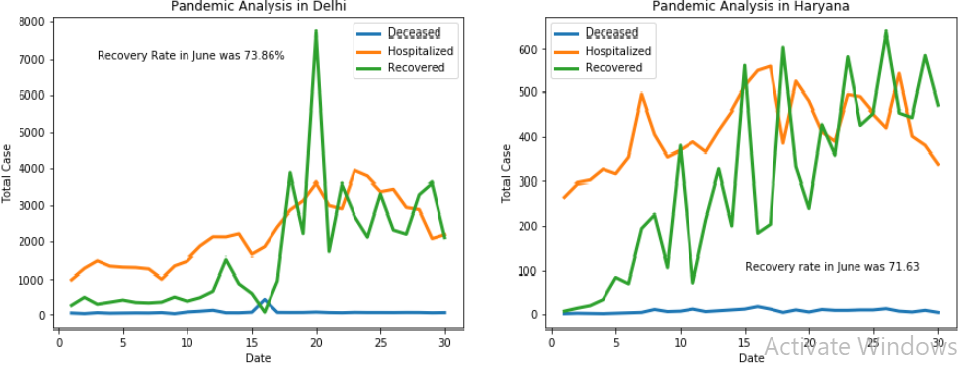 Pandemic Analysis in Delhi
8000
7000
6000
5000
4000
3000
2000
1000
0
Total Case
Recovery Rate in June was 73.86%
Deceased
Hospitalized
Recovered
0 5 10 15 20 25 30
Date
Pandemic Analysis in Haryana
600
500
400
300
200
100
0
Total Case
Deceased
Hospitalized
Recovered
Recovery rate in June was 71.63
0 5 10 15 20 25 30
Date
Activate Windows